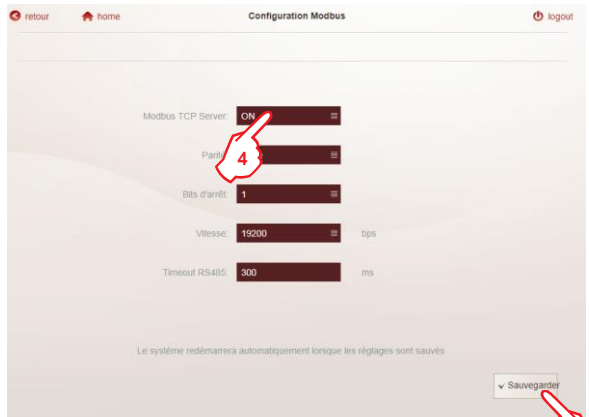 retour home Configuration Modbus logout
Modbus TCP Server: ON
4
Bits d'arrêt: 1
Vitesse: 19200 bps
Timeout RS485: 300 ms
Le système redémarrera automatiquement lorsque les réglages sont sauvés
Sauvegarder